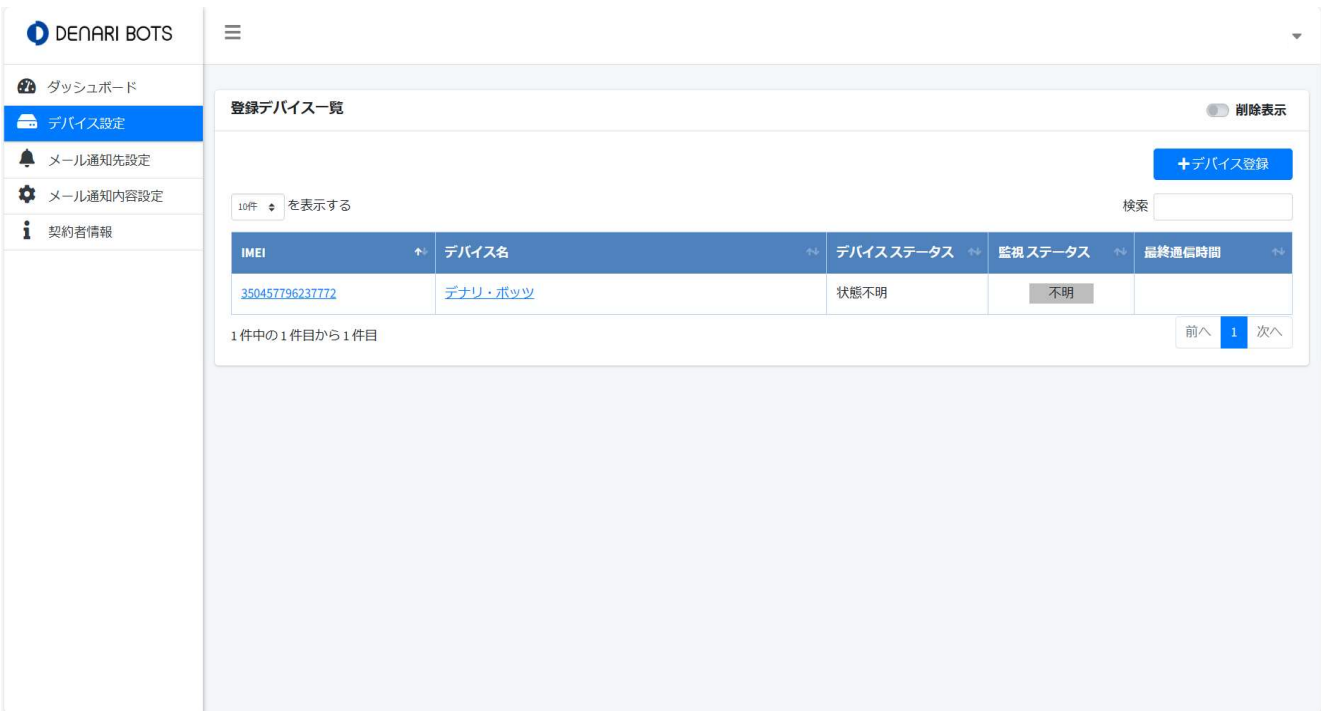 DENARI BOTS
ダッシュボード
デバイス設定
メール通知先設定
メール通知内容設定
契約者情報
登録デバイス一覧
削除表示
+デバイス登録
10件 を表示する
検索
IMEI デバイス名 デバイス ステータス 監視 ステータス 最終通信時間
350457796237772 デナリ・ボッツ 状態不明 不明
1 件中の 1 件目から 1 件目
前へ 1 次へ